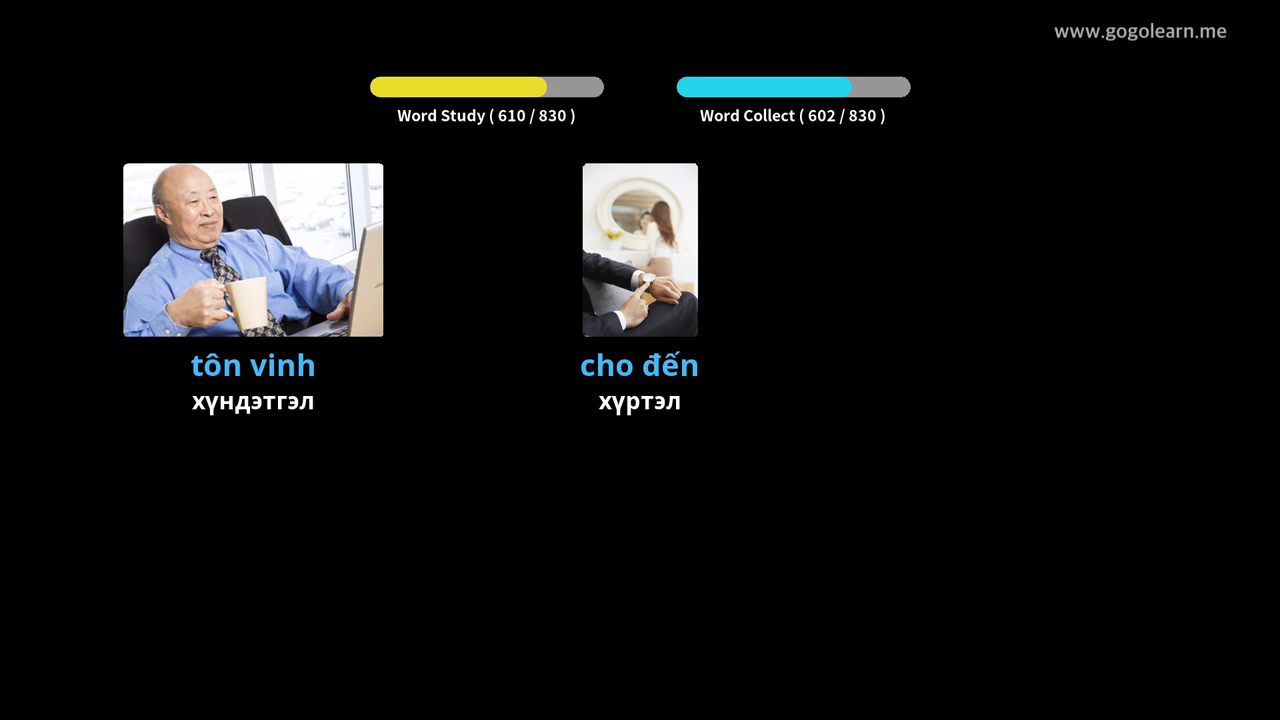 www.gogolearn.me
Word Study ( 610 / 830 )
Word Collect ( 602 / 830 )
tôn vinh
хүндэтгэл
cho đến
хүртэл